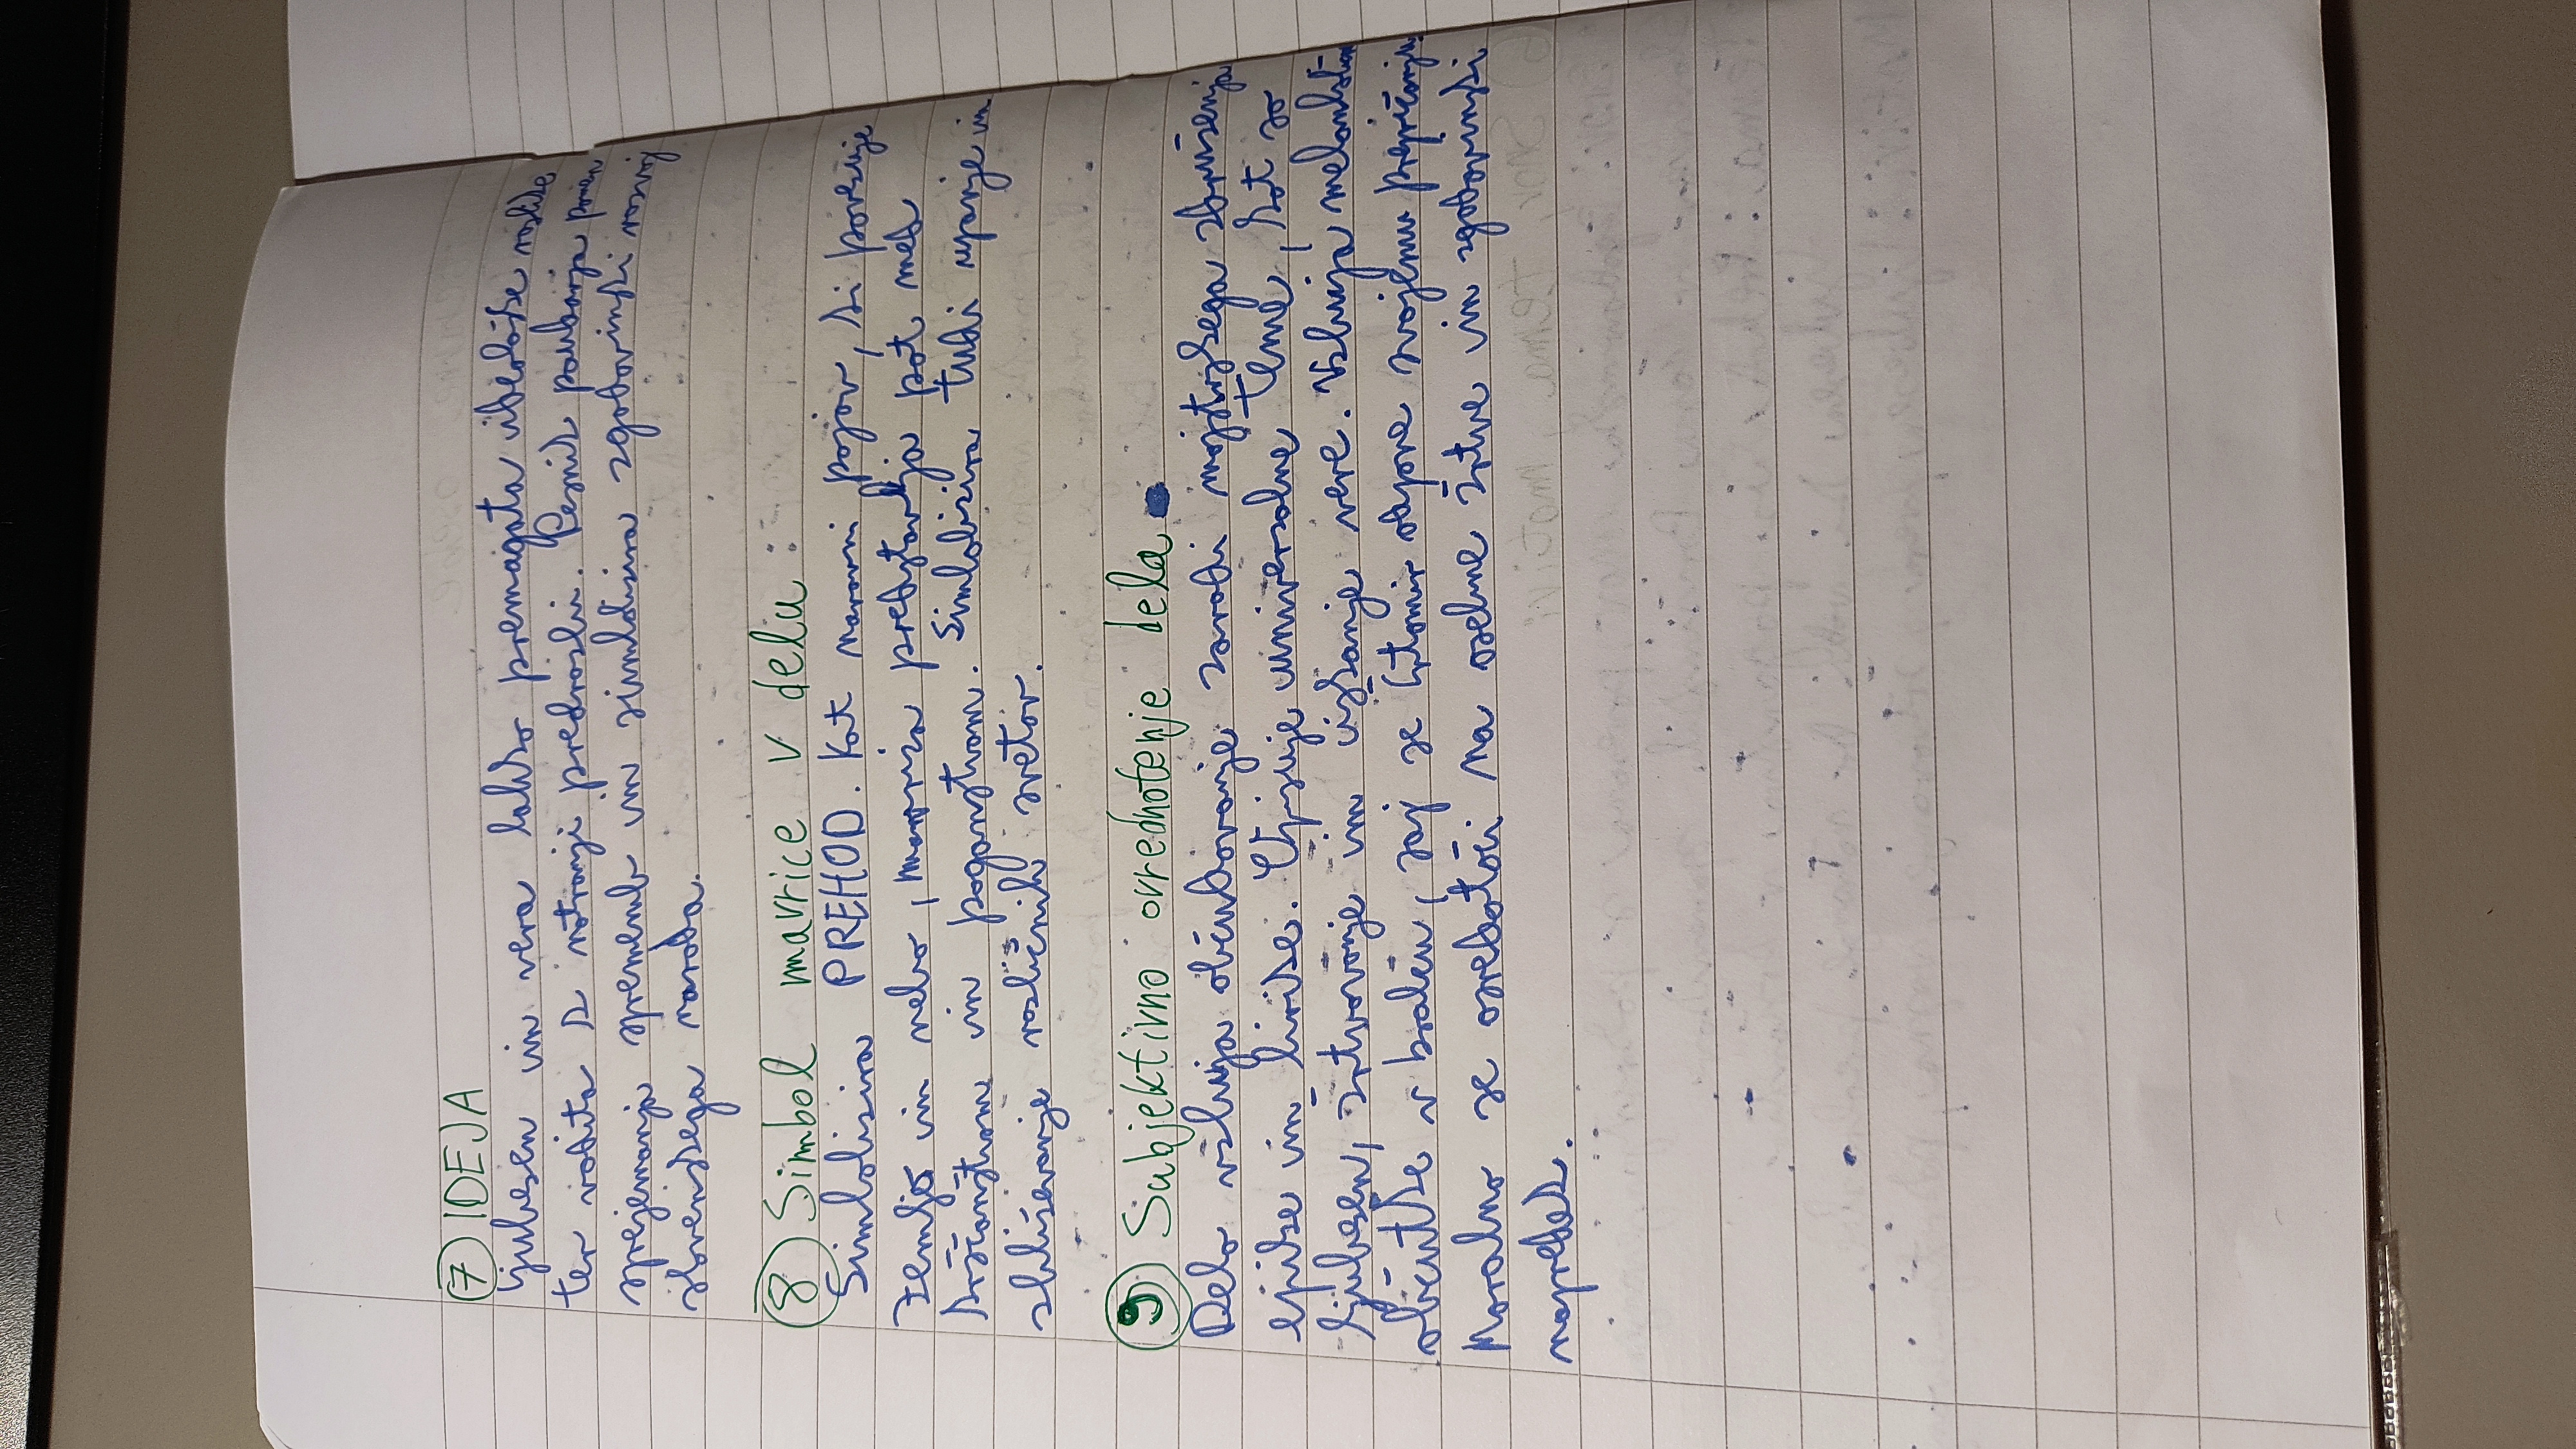 7 IDEJA
Ljubezen in vera lahko premagata ideološke razlike
ter vodita k notranji preobrazbi. Pesnik poudarja pomen
sprejemanja sprememb in simbolizira zgodovinski razvoj
slovenskega naroda.
8 Simbol mavrice v delu:
Simbolizira PREHOD. Kot naravni pojav, ki povezuje
zemljo in nebo, mavrica predstavlja pot med
krščanstvom in poganstvom. Simbolizira tudi upanje in
zbliževanje različnih svetov.
9 Subjektivno ovrednotenje dela
Delo vzbuja občudovanje zaradi mojstrskega združenja
epike in lirike. Opisuje univerzalne teme, kot so
ljubezen, žrtvovanje in iskanje vere. Vzbuja
občutke v bralcu, saj se Črtomir odpove svojemu prepričanju.
Moralno se osredotoči na osebne žrtve in zgodovinski
napredek.